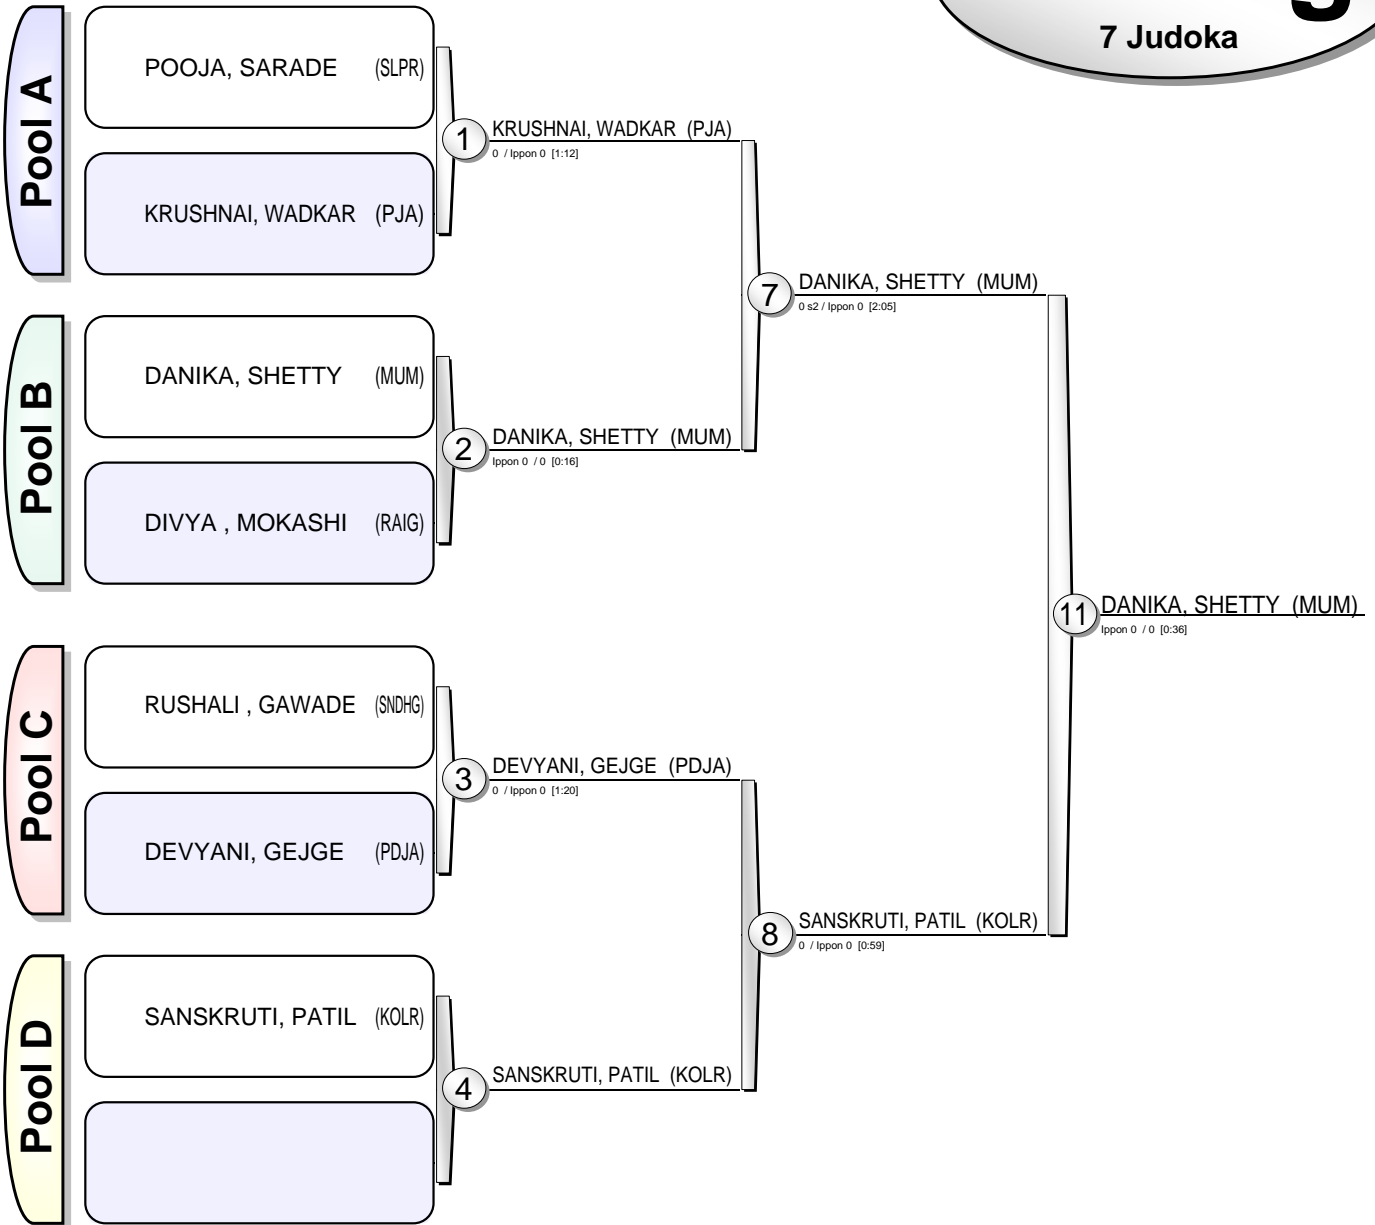 7 Judoka
Pool A
POOJA, SARADE (SLPR)
KRUSHNAI, WADKAR (PJA)
1
KRUSHNAI, WADKAR (PJA)
0 / Ippon 0 [1:12]
Pool B
DANIKA, SHETTY (MUM)
DIVYA , MOKASHI (RAIG)
2
DANIKA, SHETTY (MUM)
Ippon 0 / 0 [0:16]
7
DANIKA, SHETTY (MUM)
0 s2 / Ippon 0 [2:05]
Pool C
RUSHALI , GAWADE (SNDHG)
DEVYANI, GEJGE (PDJA)
3
DEVYANI, GEJGE (PDJA)
0 / Ippon 0 [1:20]
Pool D
SANSKRUTI, PATIL (KOLR)
4
SANSKRUTI, PATIL (KOLR)
8
SANSKRUTI, PATIL (KOLR)
0 / Ippon 0 [0:59]
11
DANIKA, SHETTY (MUM)
Ippon 0 / 0 [0:36]